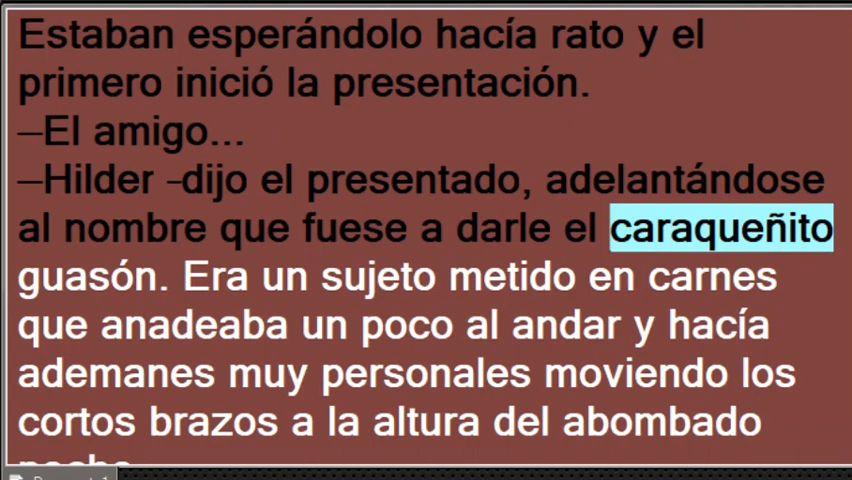 Estaban esperándolo hacía rato y el
primero inició la presentación.
—El amigo...
—Hilder -dijo el presentado, adelantándose
al nombre que fuese a darle el caraqueñito
guasón. Era un sujeto metido en carnes
que anadeaba un poco al andar y hacía
ademanes muy personales moviendo los
cortos brazos a la altura del abombado